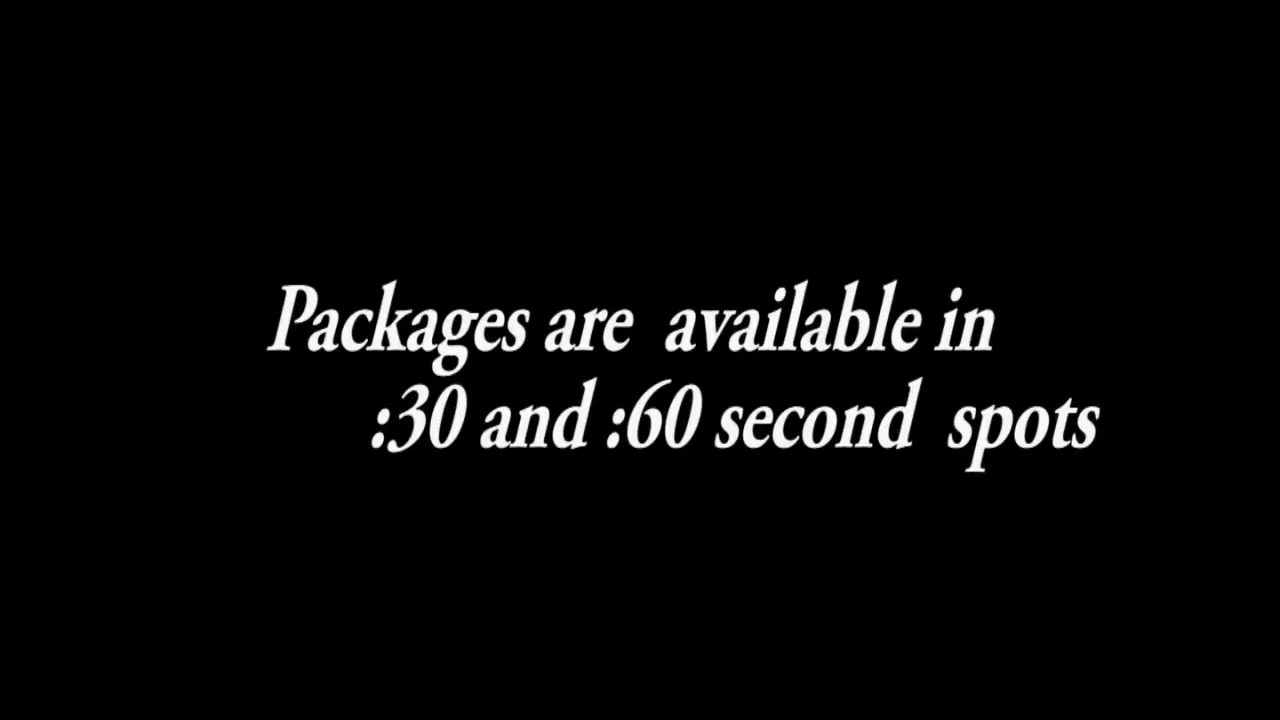 Packages are available in
:30 and :60 second spots